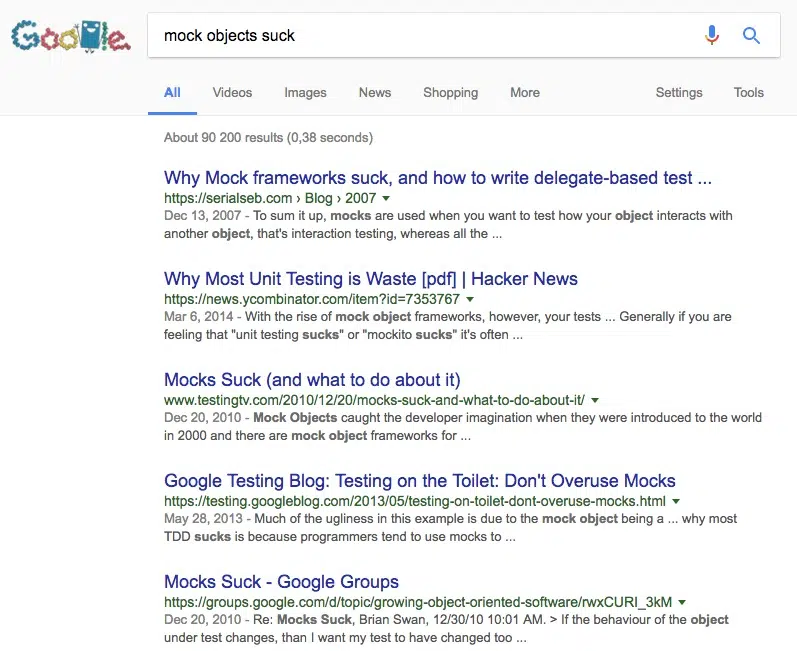 Google
mock objects suck
All Videos Images News Shopping More Settings Tools
About 90 200 results (0,38 seconds)
Why Mock frameworks suck, and how to write delegate-based test ...
https://serialseb.com › Blog › 2007
Dec 13, 2007 - To sum it up, mocks are used when you want to test how your object interacts with
another object, that's interaction testing, whereas all the ...
Why Most Unit Testing is Waste [pdf] | Hacker News
https://news.ycombinator.com/item?id=7353767
Mar 6, 2014 - With the rise of mock object frameworks, however, your tests ... Generally if you are
feeling that "unit testing sucks" or "mockito sucks" it's often ...
Mocks Suck (and what to do about it)
www.testingtv.com/2010/12/20/mocks-suck-and-what-to-do-about-it/
Dec 20, 2010 - Mock Objects caught the developer imagination when they were introduced to the world
in 2000 and there are mock object frameworks for ...
Google Testing Blog: Testing on the Toilet: Don't Overuse Mocks
https://testing.googleblog.com/2013/05/testing-on-toilet-dont-overuse-mocks.html
May 28, 2013 - Much of the ugliness in this example is due to the mock object being a ... why most
TDD sucks is because programmers tend to use mocks to ...
Mocks Suck - Google Groups
https://groups.google.com/d/topic/growing-object-oriented-software/rwxCURI_3kM
Dec 20, 2010 - Re: Mocks Suck, Brian Swan, 12/30/10 10:01 AM. > If the behaviour of the object
under test changes, than I want my test to have changed too ...